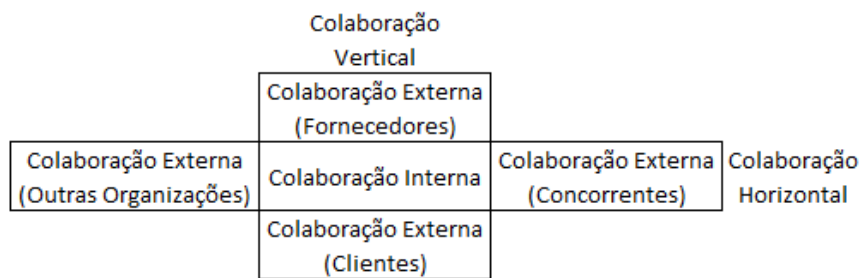 Colaboração
Vertical
Colaboração Externa
(Fornecedores)
Colaboração Externa
(Outras Organizações)
Colaboração Interna
Colaboração Externa
(Concorrentes)
Colaboração
Horizontal
Colaboração Externa
(Clientes)